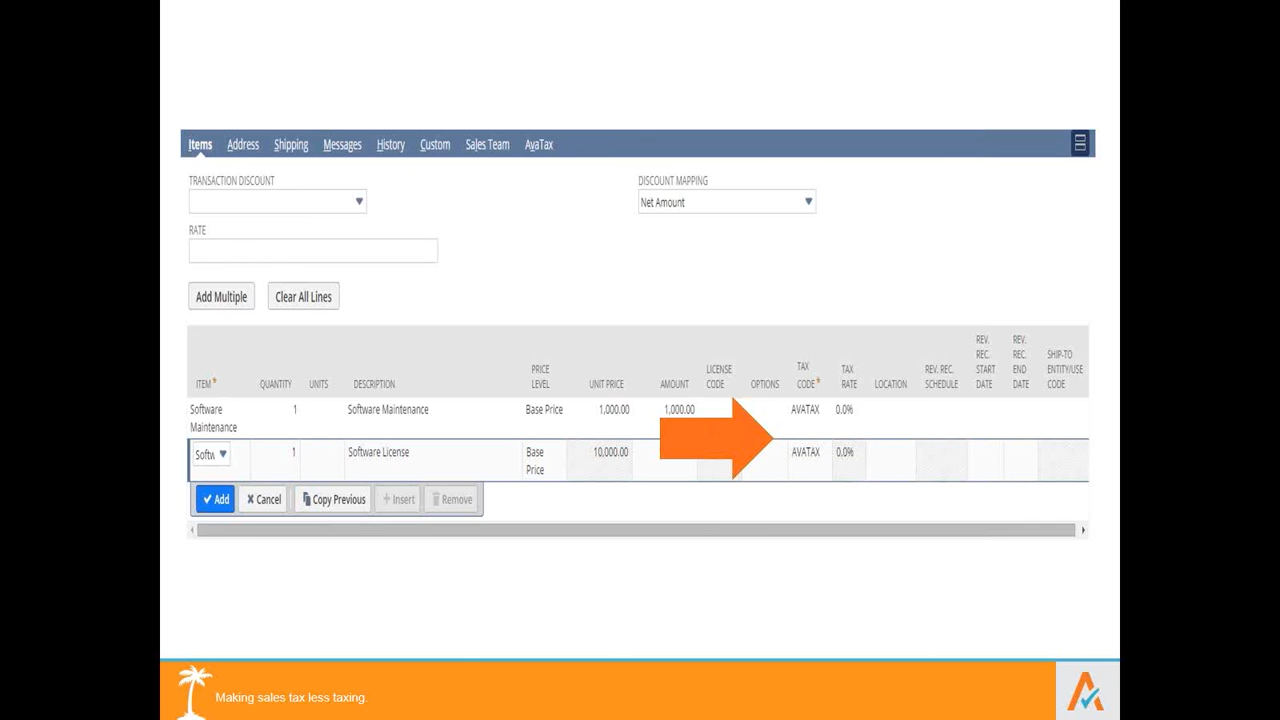 Items Address Shipping Messages History Custom Sales Team AvaTax
TRANSACTION DISCOUNT DISCOUNT MAPPING
Net Amount
RATE
Add Multiple Clear All Lines
ITEM* QUANTITY UNITS DESCRIPTION PRICE LEVEL UNIT PRICE AMOUNT LICENSE CODE OPTIONS TAX CODE* TAX RATE LOCATION REV. REC. SCHEDULE REV. REC. START DATE REV. REC. END DATE SHIP-TO ENTITY/USE CODE
Software Maintenance 1 Software Maintenance Base Price 1,000.00 1,000.00 AVATAX 0.0%
Softw 1 Software License Base Price 10,000.00 AVATAX 0.0%
Add Cancel Copy Previous Insert Remove
Making sales tax less taxing.